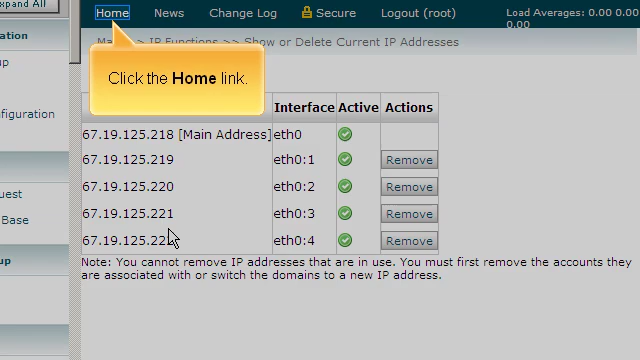 xpand All
Home News Change Log Secure Logout (root) Load Averages: 0.00 0.00
0.00
ation
IP Functions >> Show or Delete Current IP Addresses
up
Click the Home link.
Interface Active Actions
figuration
67.19.125.218 [Main Address] eth0
67.19.125.219 eth0:1 Remove
67.19.125.220 eth0:2 Remove
uest
67.19.125.221 eth0:3 Remove
Base
67.19.125.22 eth0:4 Remove
up
Note: You cannot remove IP addresses that are in use. You must first remove the accounts they
are associated with or switch the domains to a new IP address.